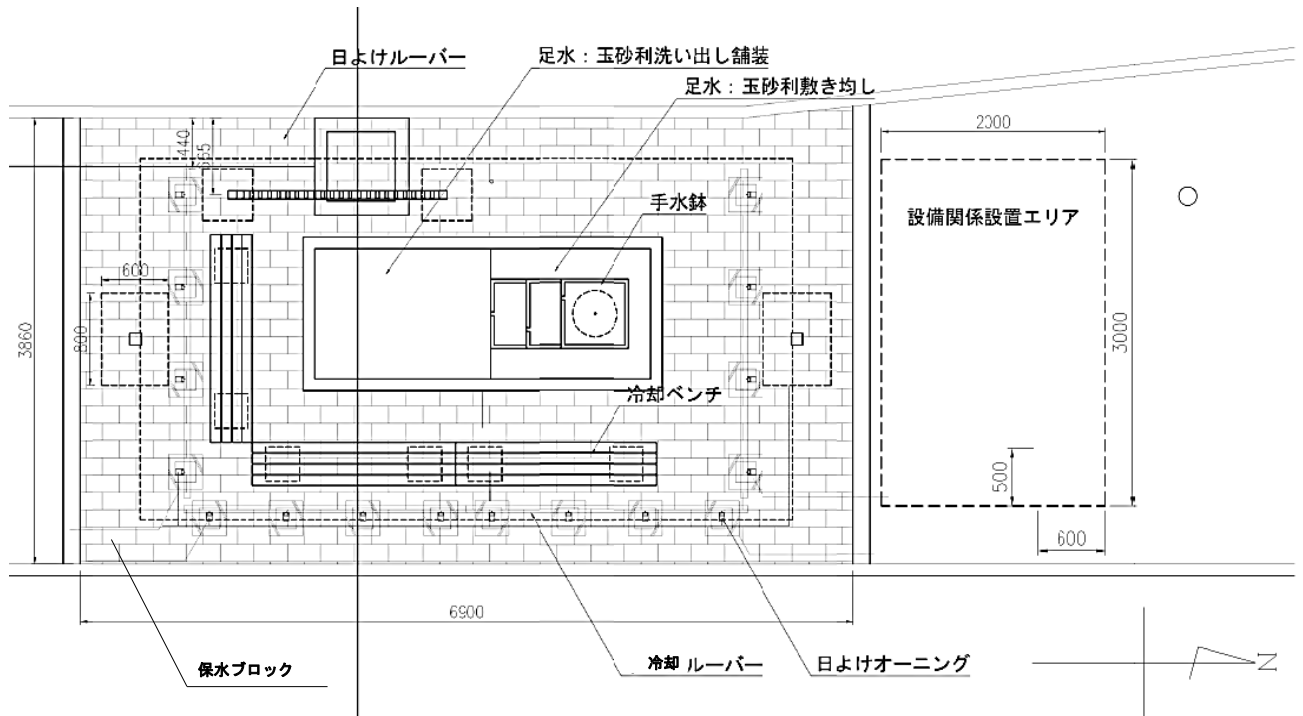 日よけルーバー
足水：玉砂利洗い出し舗装
足水：玉砂利敷き均し
2000
440
665
手水鉢
設備関係設置エリア
600
800
3860
3000
冷却ベンチ
500
600
6900
保水ブロック
冷却 ルーバー
日よけオーニング
N